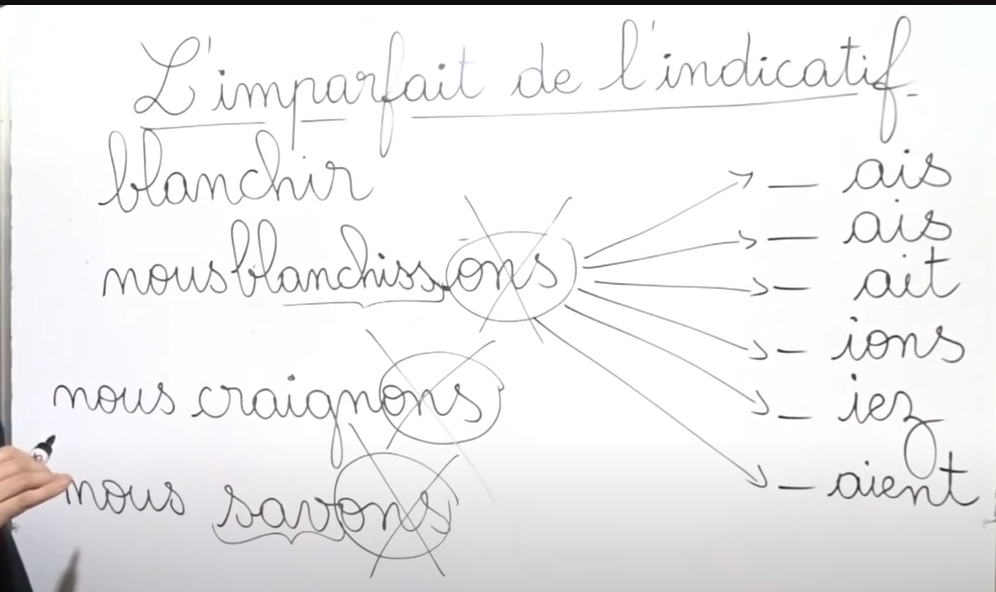 L'imparfait de l'indicatif.
blanchir
nous blanchissons
nous craignons
nous savons
– ais
– ais
– ait
– ions
– iez
– aient